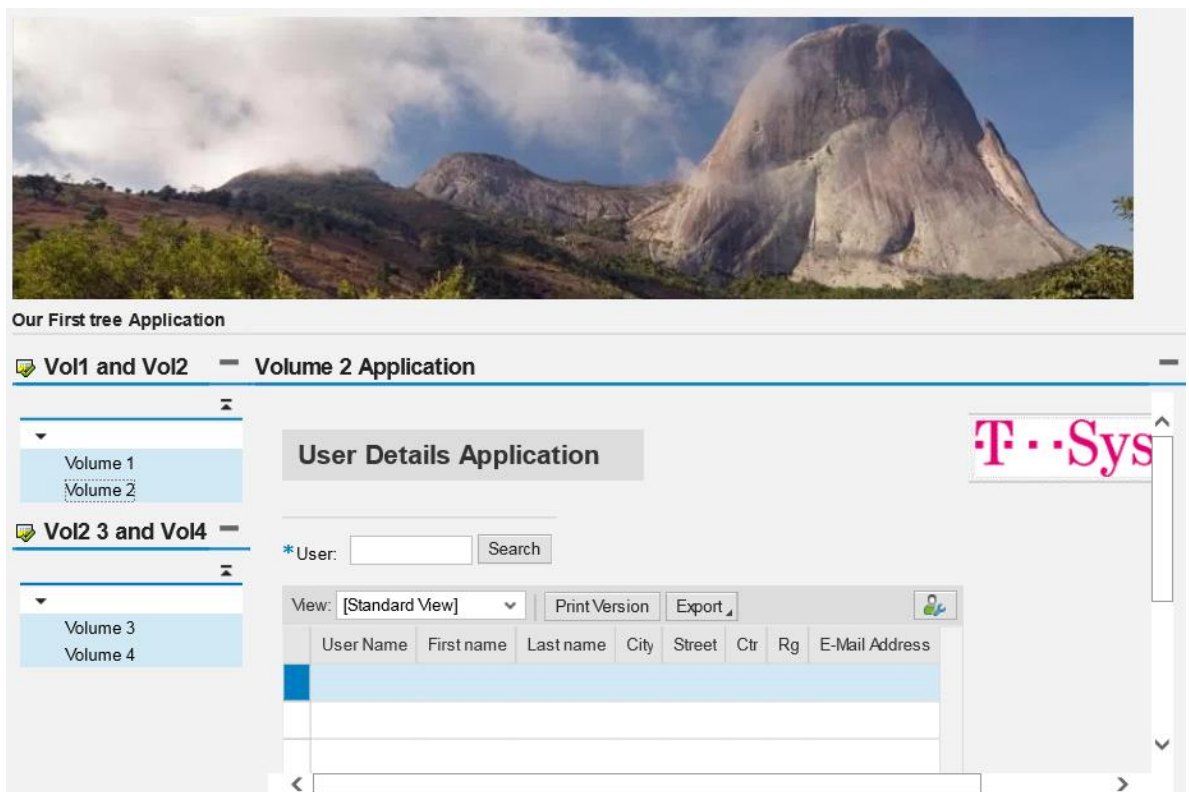 Our First tree Application
Vol1 and Vol2
Volume 2 Application
Volume 1
Volume 2
Vol2 3 and Vol4
Volume 3
Volume 4
User Details Application
T · · Sys
*User:
Search
View: [Standard View] Print Version Export
User Name First name Last name City Street Ctr Rg E-Mail Address